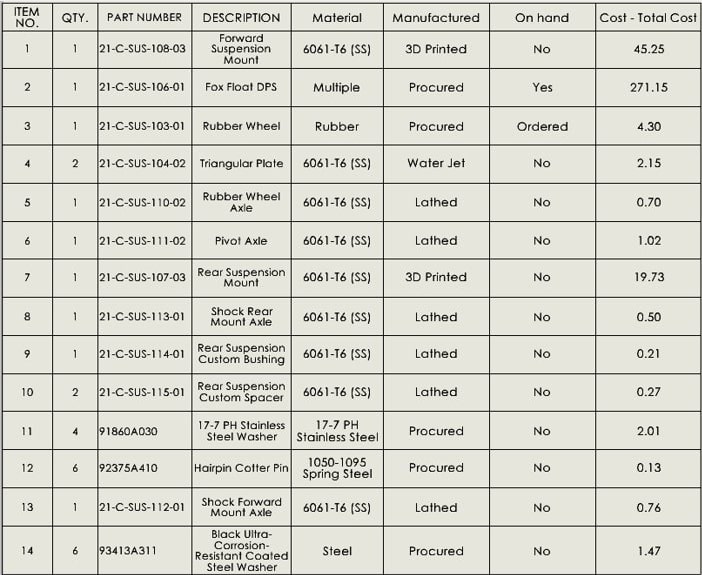 ITEM NO. QTY. PART NUMBER DESCRIPTION Material Manufactured On hand Cost - Total Cost
1 1 21-C-SUS-108-03 Forward Suspension Mount 6061-T6 (SS) 3D Printed No 45.25
2 1 21-C-SUS-106-01 Fox Float DPS Multiple Procured Yes 271.15
3 1 21-C-SUS-103-01 Rubber Wheel Rubber Procured Ordered 4.30
4 2 21-C-SUS-104-02 Triangular Plate 6061-T6 (SS) Water Jet No 2.15
5 1 21-C-SUS-110-02 Rubber Wheel Axle 6061-T6 (SS) Lathed No 0.70
6 1 21-C-SUS-111-02 Pivot Axle 6061-T6 (SS) Lathed No 1.02
7 1 21-C-SUS-107-03 Rear Suspension Mount 6061-T6 (SS) 3D Printed No 19.73
8 1 21-C-SUS-113-01 Shock Rear Mount Axle 6061-T6 (SS) Lathed No 0.50
9 1 21-C-SUS-114-01 Rear Suspension Custom Bushing 6061-T6 (SS) Lathed No 0.21
10 2 21-C-SUS-115-01 Rear Suspension Custom Spacer 6061-T6 (SS) Lathed No 0.27
11 4 91860A030 17-7 PH Stainless Steel Washer 17-7 PH Stainless Steel Procured No 2.01
12 6 92375A410 Hairpin Cotter Pin 1050-1095 Spring Steel Procured No 0.13
13 1 21-C-SUS-112-01 Shock Forward Mount Axle 6061-T6 (SS) Lathed No 0.76
14 6 93413A311 Black Ultra-Corrosion-Resistant Coated Steel Washer Steel Procured No 1.47